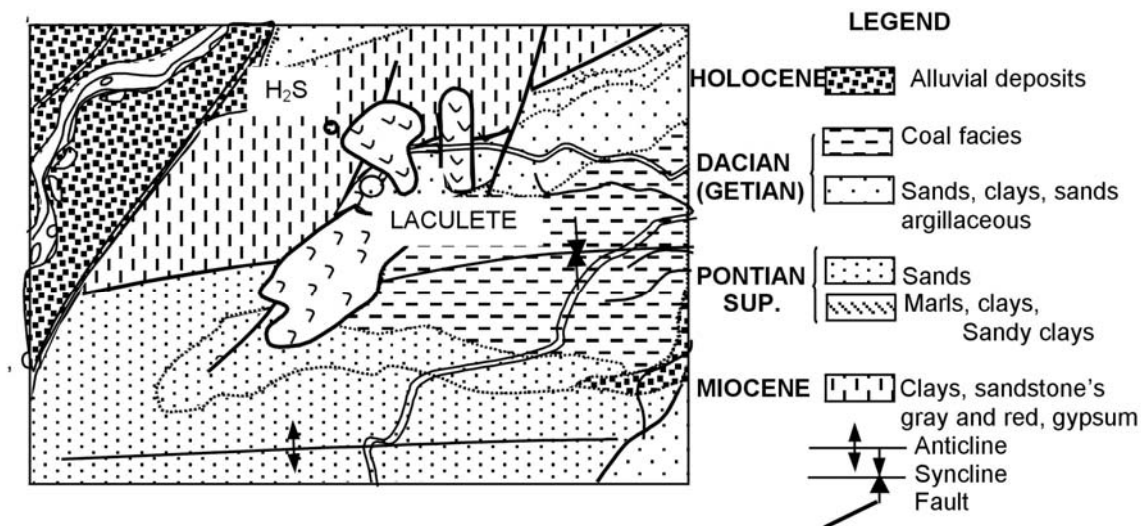 LEGEND
H₂S
LACULETE
HOLOCENE
Alluvial deposits
DACIAN
(GETIAN)
Coal facies
Sands, clays, sands
argillaceous
PONTIAN
SUP.
Sands
Marls, clays,
Sandy clays
MIOCENE
Clays, sandstone's
gray and red, gypsum
Anticline
Syncline
Fault